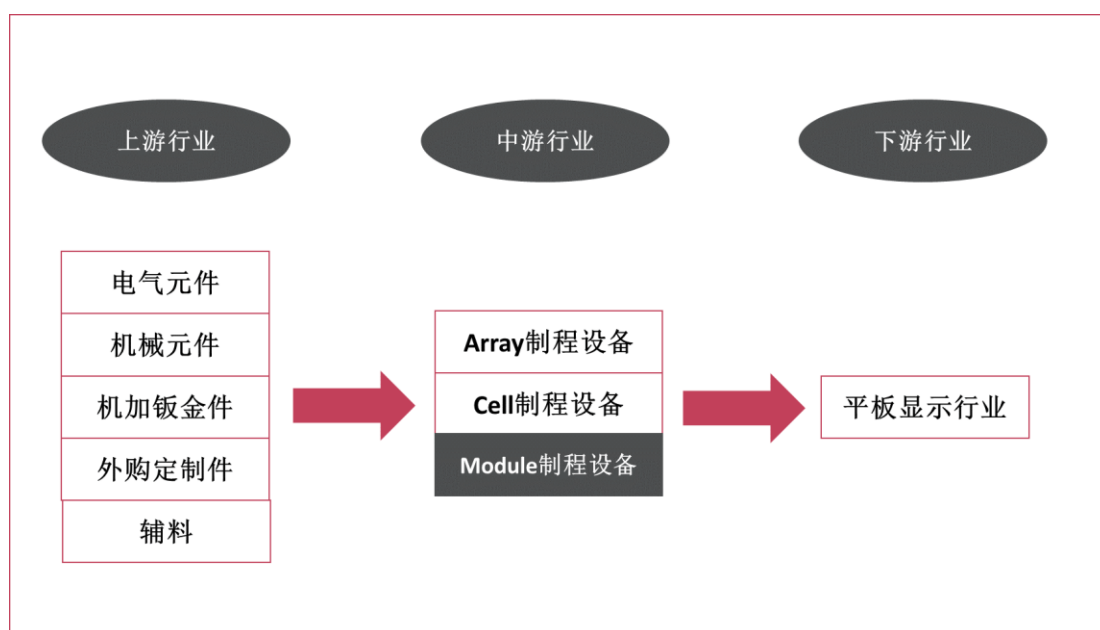 上游行业
中游行业
下游行业
电气元件
机械元件
机加钣金件
外购定制件
辅料
Array制程设备
Cell制程设备
Module制程设备
平板显示行业